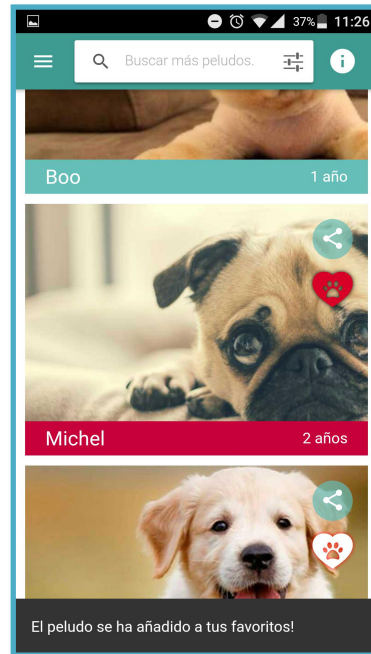 37% 11:26
Buscar más peludos.
Boo 1 año
Michel 2 años
El peludo se ha añadido a tus favoritos!